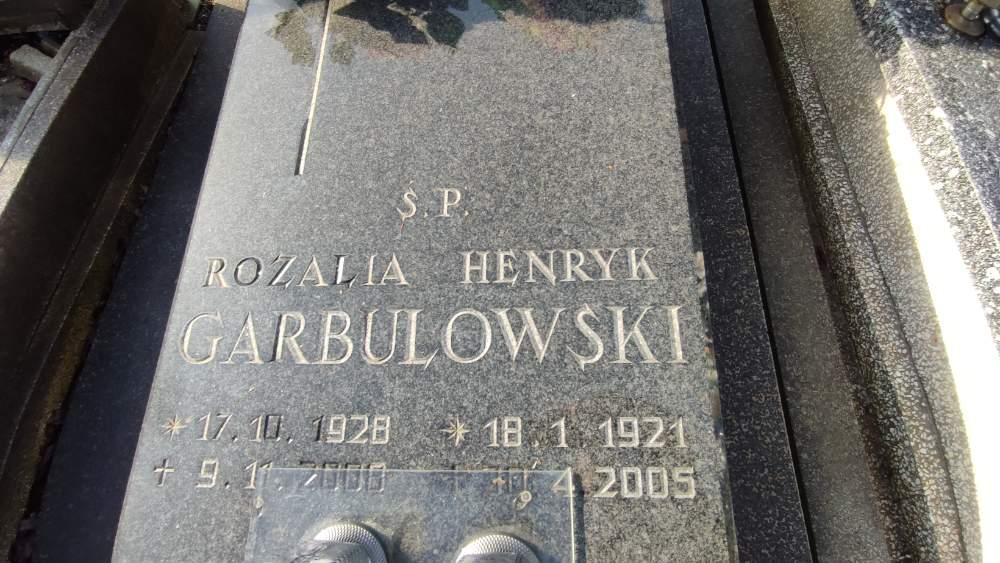 Ś.P.
ROZALIA HENRYK
GARBULOWSKI
* 17.10.1928 * 18.1.1921
+ 9.11.2000 + 4.2005